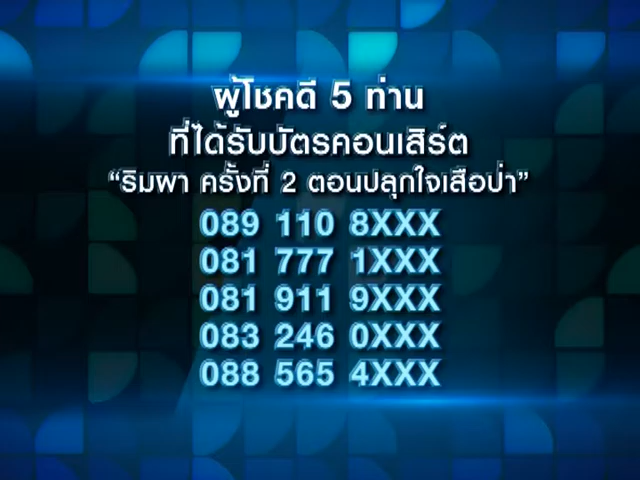 ผู้โชคดี 5 ท่าน
ที่ได้รับบัตรคอนเสิร์ต
“ริมผา ครั้งที่ 2 ตอนปลุกใจเสือป่า”
089 110 8XXX
081 777 1XXX
081 911 9XXX
083 246 0XXX
088 565 4XXX